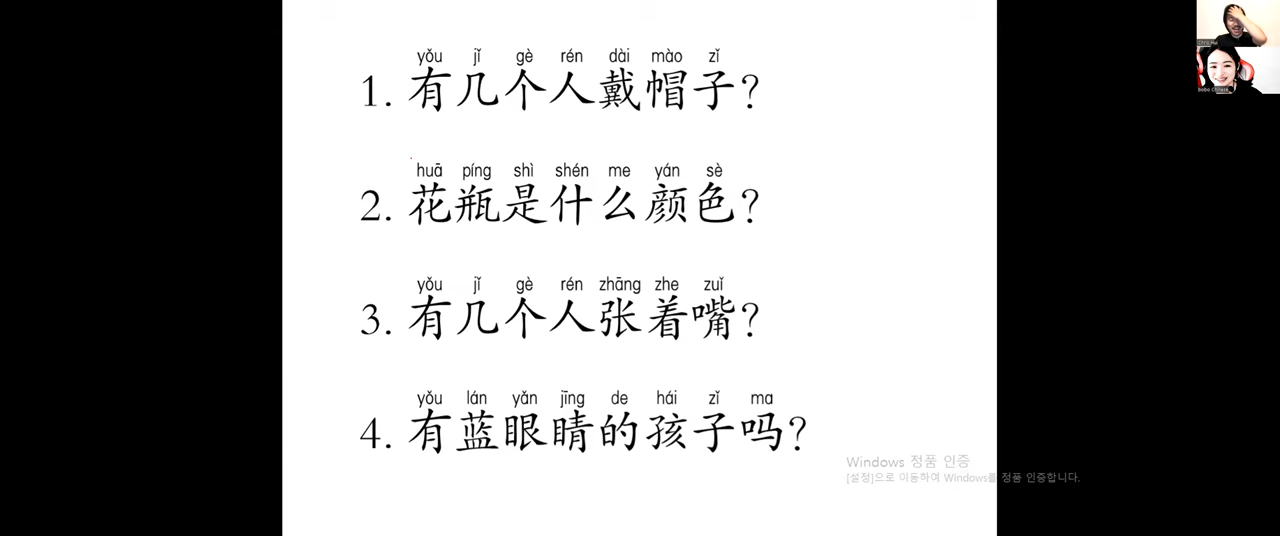 yǒu jǐ gè rén dài mào zǐ
1. 有几个人戴帽子?
huā píng shì shén me yán sè
2. 花瓶是什么颜色?
yǒu jǐ gè rén zhāng zhe zuǐ
3. 有几个人张着嘴?
yǒu lán yǎn jīng de hái zǐ ma
4. 有蓝眼睛的孩子吗?
Windows 정품 인증
[설정]으로 이동하여 Windows를 정품 인증합니다.
bobo Chinese